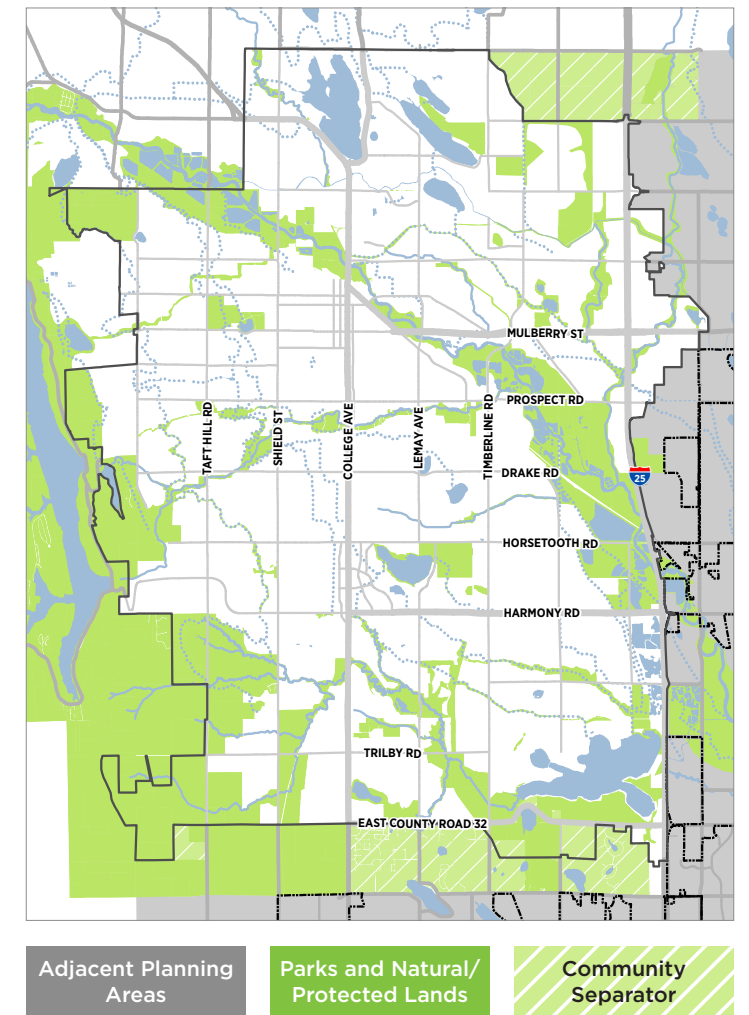 MULBERRY ST
PROSPECT RD
TAFT HILL RD
SHIELD ST
COLLEGE AVE
LEMAY AVE
TIMBERLINE RD
DRAKE RD
25
HORSETOOTH RD
HARMONY RD
TRILBY RD
EAST COUNTY ROAD 32
Adjacent Planning
Areas
Parks and Natural/
Protected Lands
Community
Separator